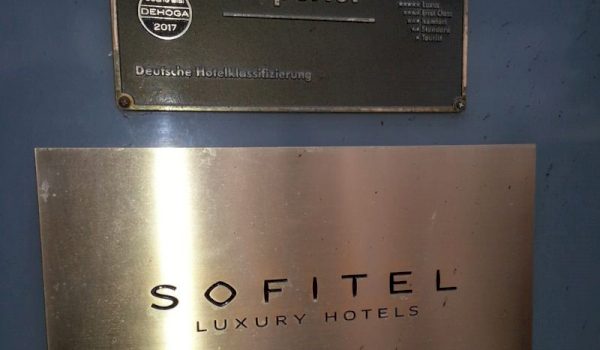 DEHOGA
2017
***** Luxus
**** First Class
*** Komfort
** Standard
* Tourist
Deutsche Hotelklassifizierung
SOFITEL
LUXURY HOTELS